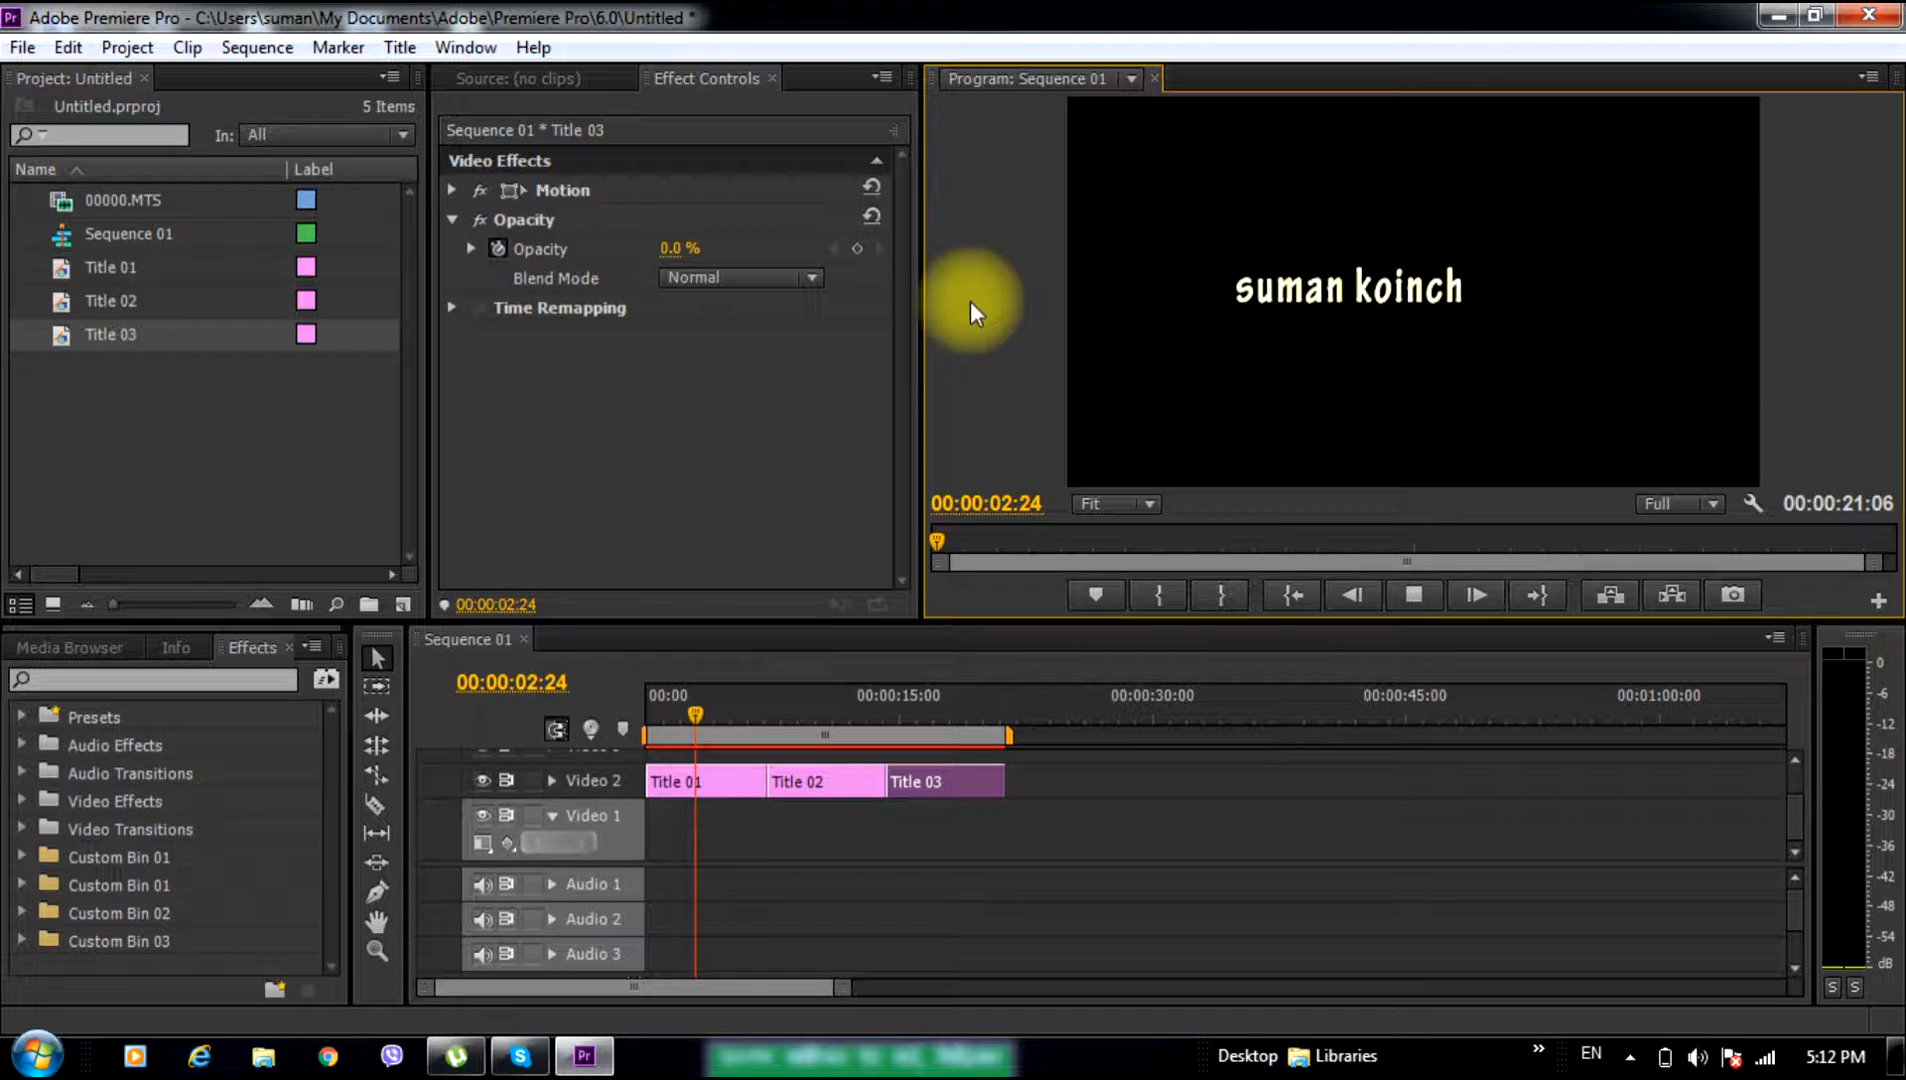 Adobe Premiere Pro - C:\Users\suman\My Documents\Adobe\Premiere Pro\6.0\Untitled *
File Edit Project Clip Sequence Marker Title Window Help
Project: Untitled
Untitled.prproj
5 Items
In: All
Name Label
00000.MTS
Sequence 01
Title 01
Title 02
Title 03
Source: (no clips)
Effect Controls
Sequence 01 * Title 03
Video Effects
fx Motion
fx Opacity
Opacity 0.0 %
Blend Mode Normal
Time Remapping
00:00:02:24
Program: Sequence 01
suman koinch
00:00:02:24 Fit Full 00:00:21:06
Media Browser Info Effects
Presets
Audio Effects
Audio Transitions
Video Effects
Video Transitions
Custom Bin 01
Custom Bin 01
Custom Bin 02
Custom Bin 03
Sequence 01
00:00:02:24
00:00 00:00:15:00 00:00:30:00 00:00:45:00 00:01:00:00
Video 2 Title 01 Title 02 Title 03
Video 1
Audio 1
Audio 2
Audio 3
0
-6
-12
-18
-24
-30
-36
-42
-48
-54
dB
S S
Desktop Libraries » EN 5:12 PM